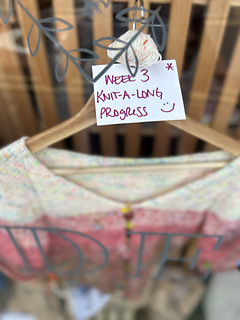 WEEK 3 *
KNIT-A-LONG
PROGRESS ☺